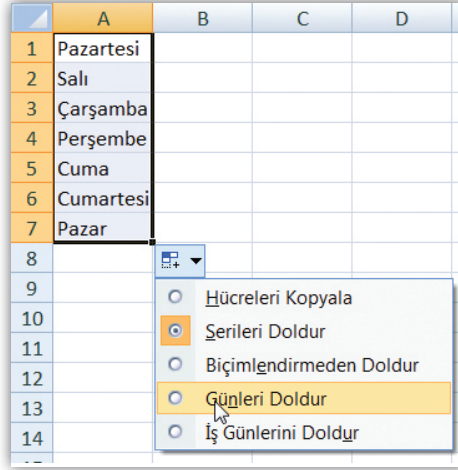 A B C D
1 Pazartesi
2 Salı
3 Çarşamba
4 Perşembe
5 Cuma
6 Cumartesi
7 Pazar
8
9 Hücreleri Kopyala
10 Serileri Doldur
11 Biçimlendirmeden Doldur
12
13 Günleri Doldur
14 İş Günlerini Doldur